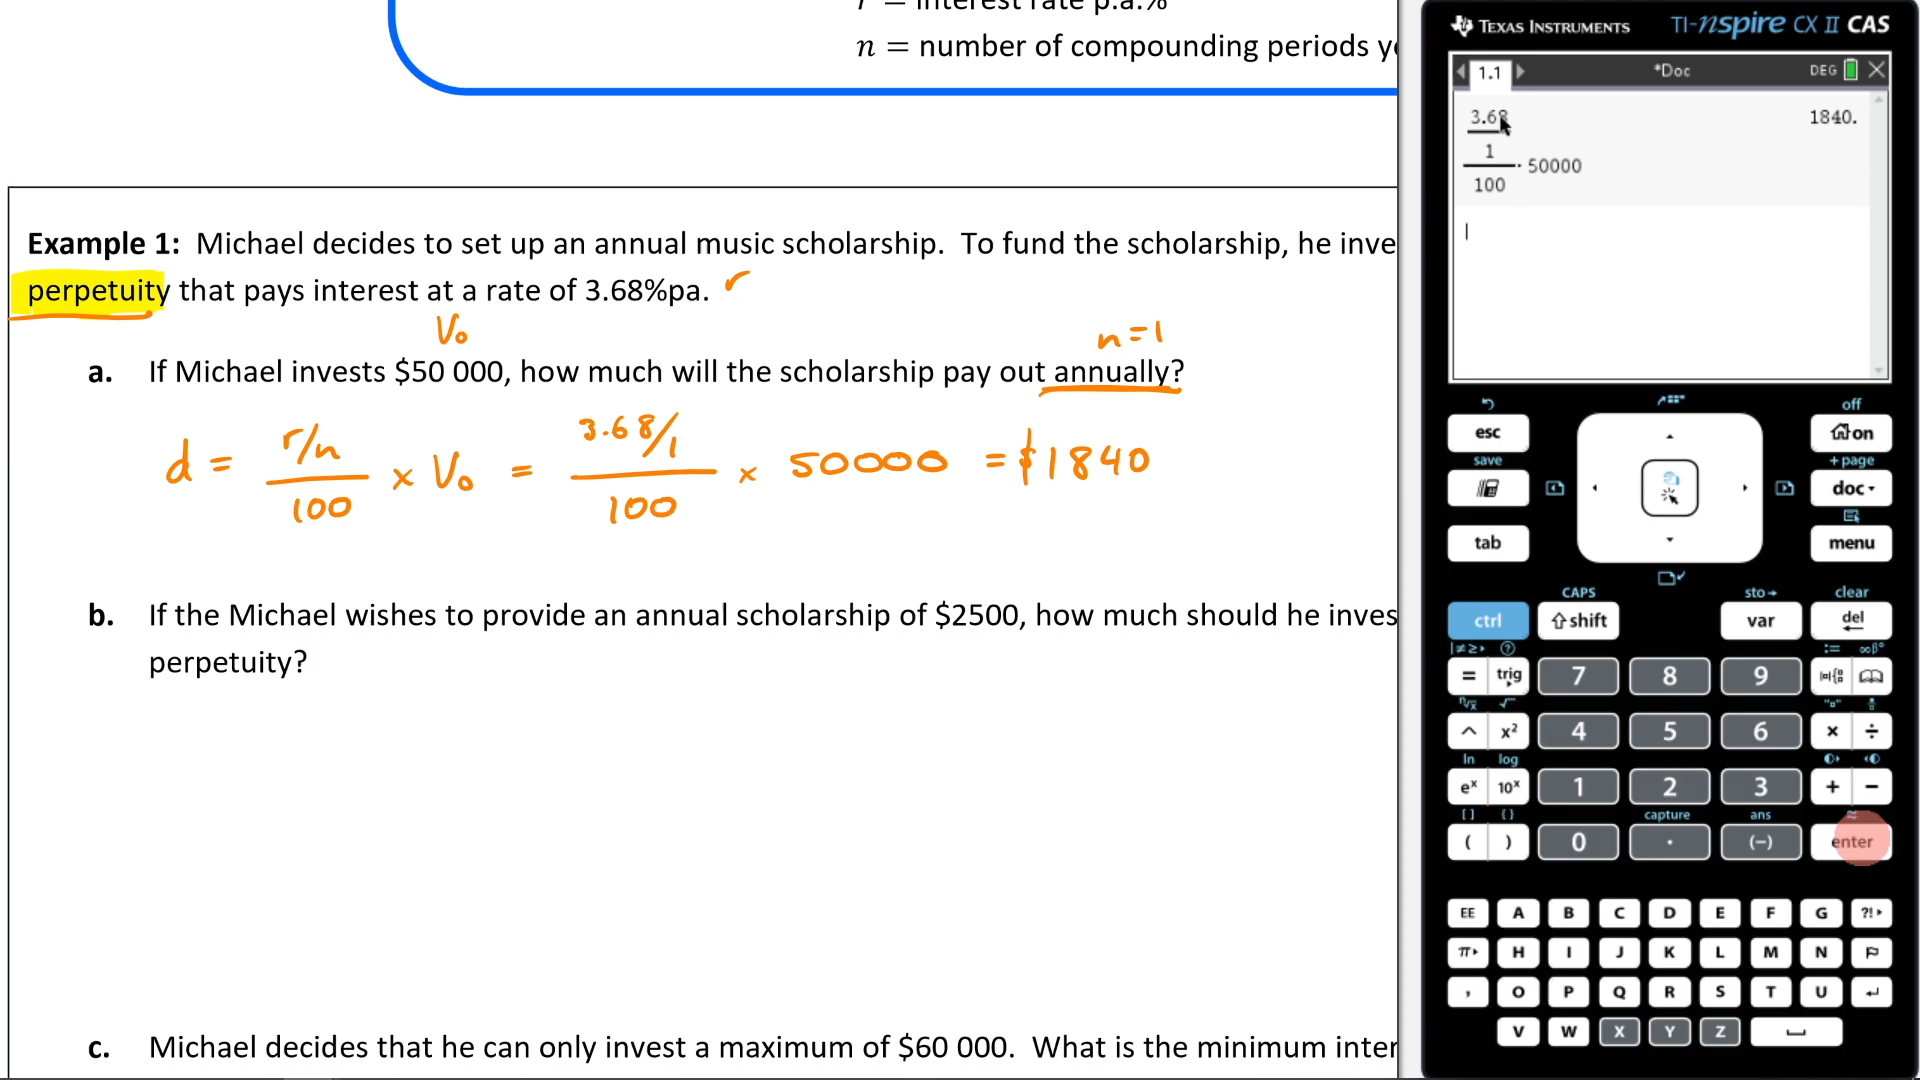 r = interest rate p.a.%
n = number of compounding periods
Example 1: Michael decides to set up an annual music scholarship. To fund the scholarship, he inve
perpetuity that pays interest at a rate of 3.68%pa. r
V₀
n=1
a. If Michael invests $50 000, how much will the scholarship pay out annually?
d = r/n / 100 × V₀ = 3.68/1 / 100 × 50000 = $1840
b. If the Michael wishes to provide an annual scholarship of $2500, how much should he inves
perpetuity?
c. Michael decides that he can only invest a maximum of $60 000. What is the minimum inter
TEXAS INSTRUMENTS TI-nspire CX II CAS
1.1 *Doc DEG
3.68 1840.
1
· 50000
100
off
esc on
save +page
doc
tab menu
CAPS sto→ clear
ctrl shift var del
|≠≥▸ ? := ∞β°
= trig 7 8 9
ⁿ√x √
^ x² 4 5 6 × ÷
ln log
eˣ 10ˣ 1 2 3 + −
[ ] { } capture ans ≈
( ) 0 . (−) enter
EE A B C D E F G ?!▸
π▸ H I J K L M N
, O P Q R S T U ↵
V W X Y Z